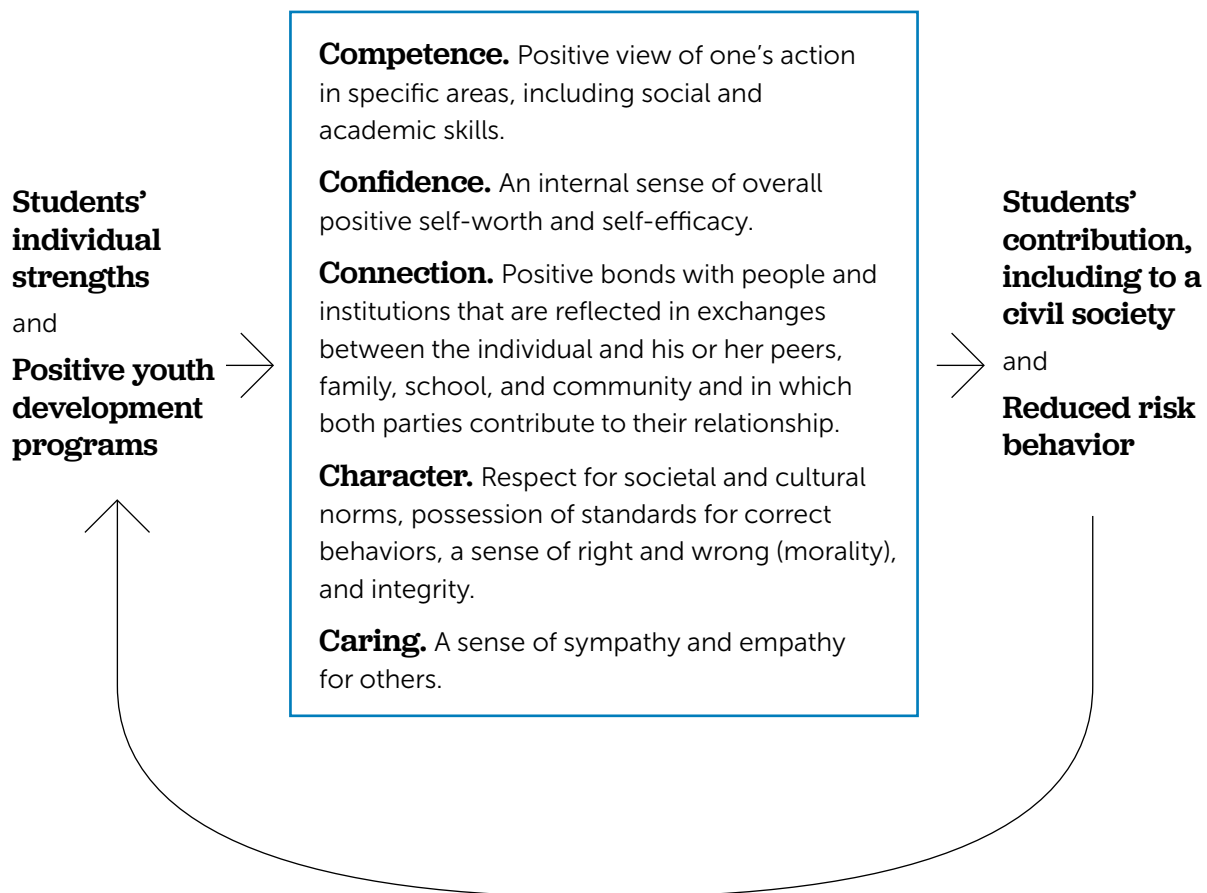 Students’
individual
strengths
and
Positive youth
development
programs
Competence. Positive view of one’s action
in specific areas, including social and
academic skills.
Confidence. An internal sense of overall
positive self-worth and self-efficacy.
Connection. Positive bonds with people and
institutions that are reflected in exchanges
between the individual and his or her peers,
family, school, and community and in which
both parties contribute to their relationship.
Character. Respect for societal and cultural
norms, possession of standards for correct
behaviors, a sense of right and wrong (morality),
and integrity.
Caring. A sense of sympathy and empathy
for others.
Students’
contribution,
including to a
civil society
and
Reduced risk
behavior